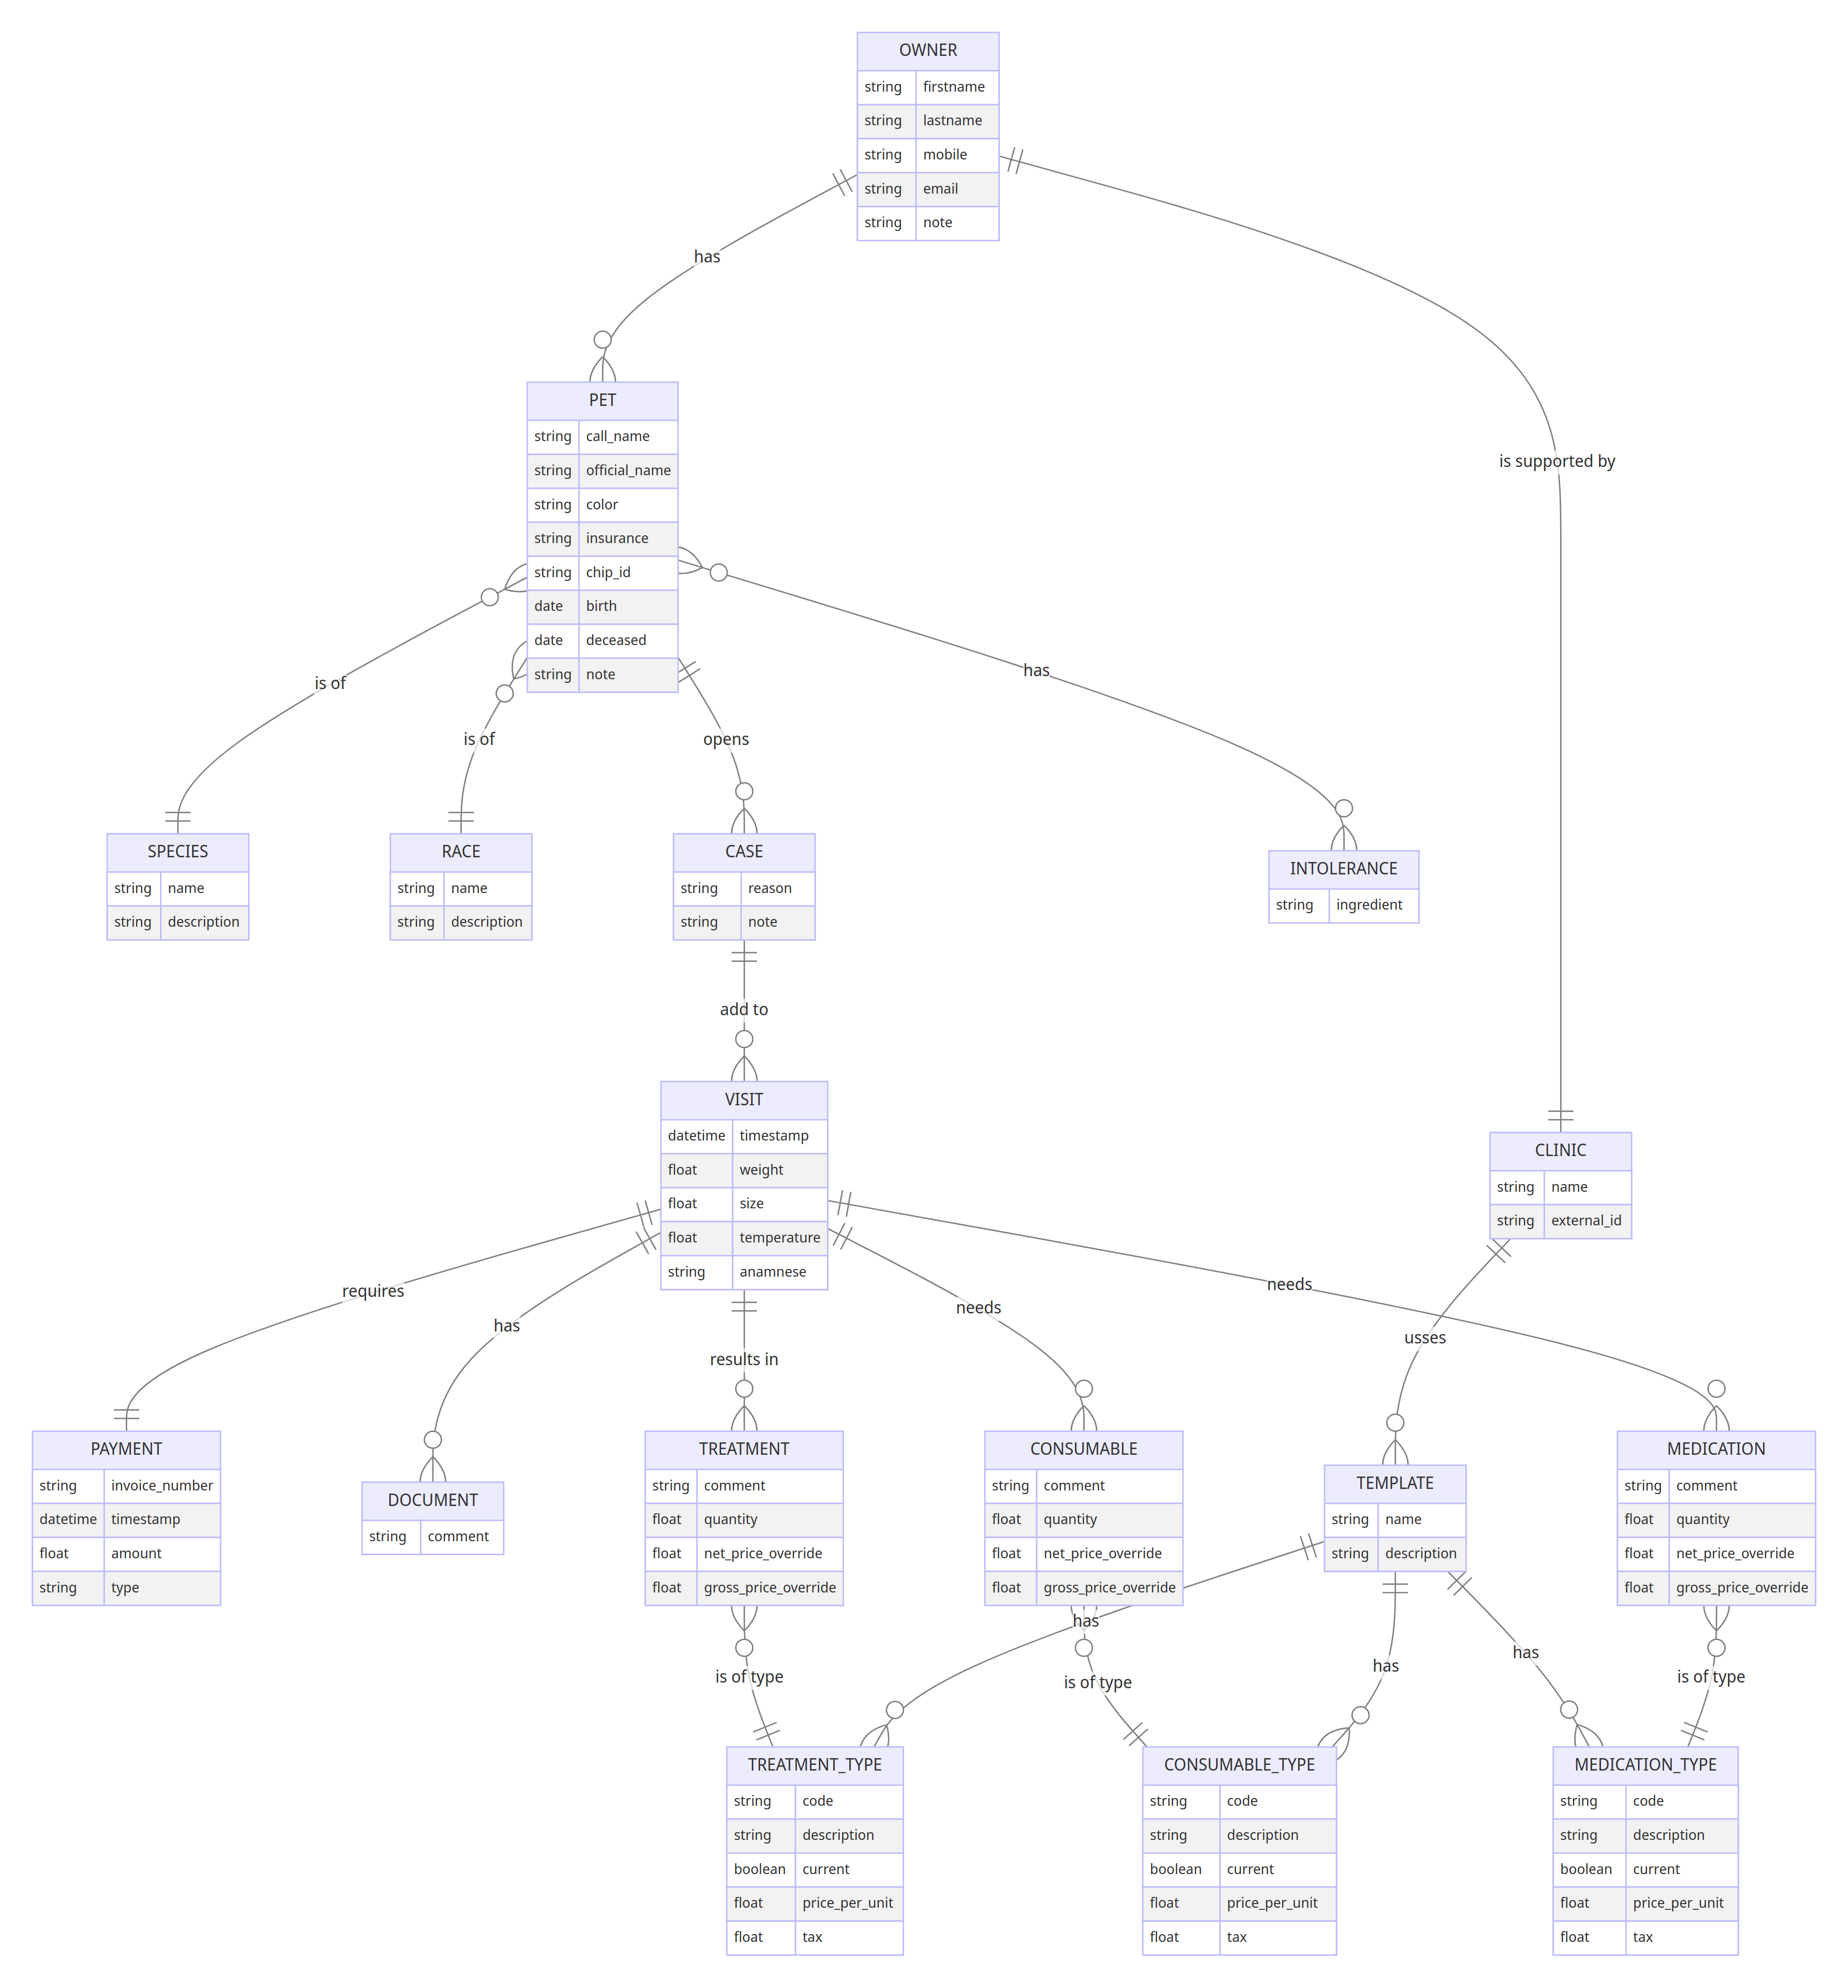 OWNER
string firstname
string lastname
string mobile
string email
string note
has
is supported by
PET
string call_name
string official_name
string color
string insurance
string chip_id
date birth
date deceased
string note
is of
is of
opens
has
SPECIES
string name
string description
RACE
string name
string description
CASE
string reason
string note
INTOLERANCE
string ingredient
add to
VISIT
datetime timestamp
float weight
float size
float temperature
string anamnese
CLINIC
string name
string external_id
requires
has
results in
needs
needs
usses
PAYMENT
string invoice_number
datetime timestamp
float amount
string type
DOCUMENT
string comment
TREATMENT
string comment
float quantity
float net_price_override
float gross_price_override
CONSUMABLE
string comment
float quantity
float net_price_override
float gross_price_override
TEMPLATE
string name
string description
MEDICATION
string comment
float quantity
float net_price_override
float gross_price_override
is of type
has
is of type
has
has
is of type
TREATMENT_TYPE
string code
string description
boolean current
float price_per_unit
float tax
CONSUMABLE_TYPE
string code
string description
boolean current
float price_per_unit
float tax
MEDICATION_TYPE
string code
string description
boolean current
float price_per_unit
float tax